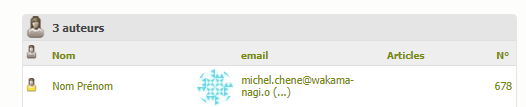 3 auteurs
Nom email Articles N°
Nom Prénom michel.chene@wakama-
nagi.o (...) 678